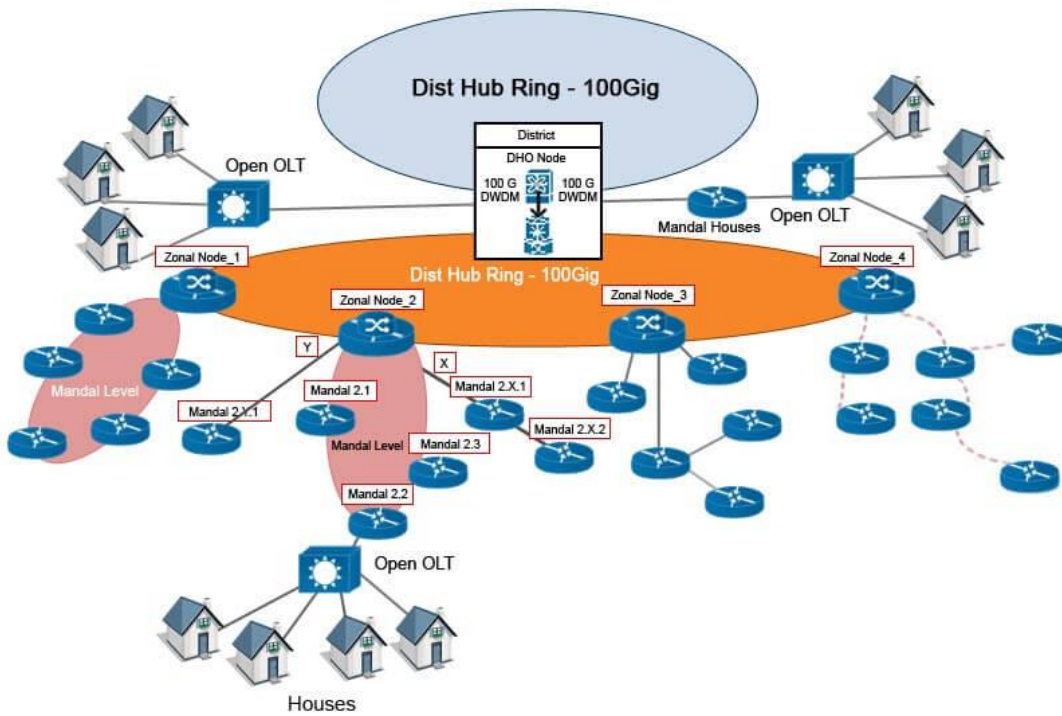 Dist Hub Ring - 100Gig
District
DHO Node
100 G
DWDM
100 G
DWDM
Open OLT
Open OLT
Mandal Houses
Zonal Node_1
Zonal Node_4
Dist Hub Ring - 100Gig
Zonal Node_2
Zonal Node_3
Y
X
Mandal Level
Mandal 2.1
Mandal 2.X.1
Mandal 2.Y.1
Mandal 2.X.2
Mandal Level
Mandal 2.3
Mandal 2.2
Open OLT
Houses